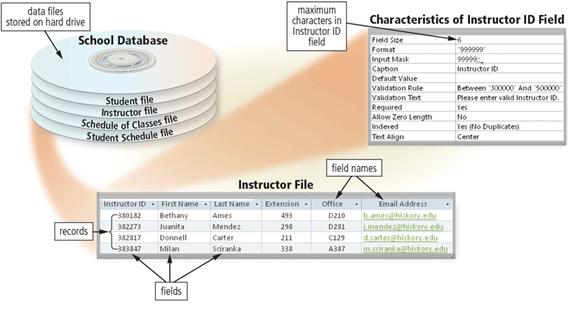 data files
stored on hard drive
School Database
Student file
Instructor file
Schedule of Classes file
Student Schedule file
maximum
characters in
Instructor ID
field
Characteristics of Instructor ID Field
Field Size 6
Format "999999"
Input Mask 99999;;_
Caption Instructor ID
Default Value
Validation Rule Between "300000" And "500000"
Validation Text Please enter valid Instructor ID.
Required Yes
Allow Zero Length No
Indexed Yes (No Duplicates)
Text Align Center
field names
Instructor File
Instructor ID First Name Last Name Extension Office Email Address
380182 Bethany Ames 493 D210 b.ames@hickory.edu
382273 Juanita Mendez 298 D281 j.mendez@hickory.edu
382817 Donnell Carter 211 C129 d.carter@hickory.edu
383847 Milan Sciranka 338 A387 m.sciranka@hickory.edu
records
fields